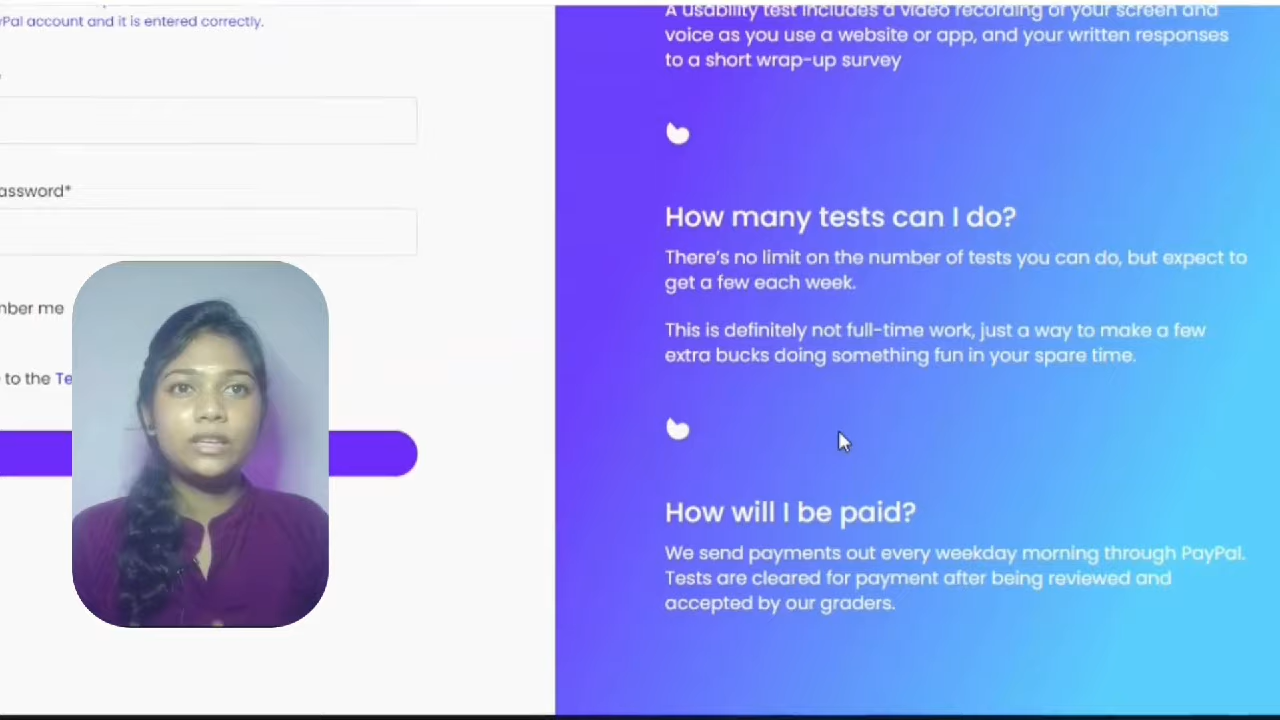 Pal account and it is entered correctly.
assword*
mber me
to the Te
A usability test includes a video recording of your screen and
voice as you use a website or app, and your written responses
to a short wrap-up survey
How many tests can I do?
There's no limit on the number of tests you can do, but expect to
get a few each week.
This is definitely not full-time work, just a way to make a few
extra bucks doing something fun in your spare time.
How will I be paid?
We send payments out every weekday morning through PayPal.
Tests are cleared for payment after being reviewed and
accepted by our graders.